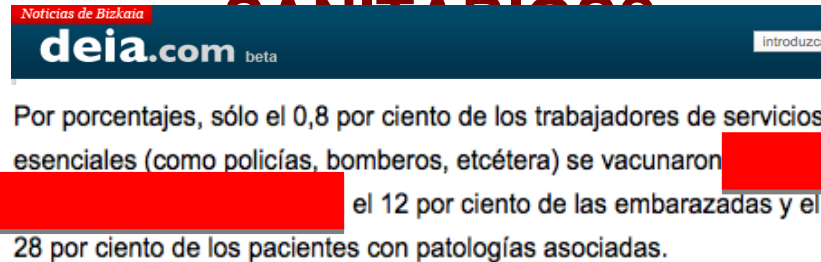 SANITARIOS
Noticias de Bizkaia
deia.com beta
introduzca
Por porcentajes, sólo el 0,8 por ciento de los trabajadores de servicios
esenciales (como policías, bomberos, etcétera) se vacunaron
el 12 por ciento de las embarazadas y el
28 por ciento de los pacientes con patologías asociadas.